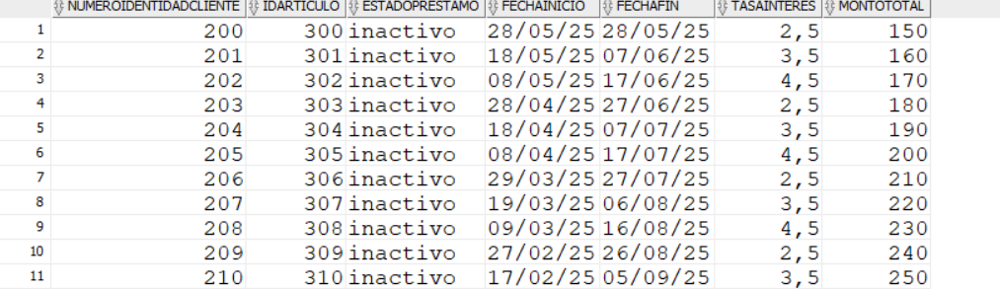 NUMEROIDENTIDADCLIENTE IDARTICULO ESTADOPRESTAMO FECHAINICIO FECHAFIN TASAINTERES MONTOTOTAL
1 200 300 inactivo 28/05/25 28/05/25 2,5 150
2 201 301 inactivo 18/05/25 07/06/25 3,5 160
3 202 302 inactivo 08/05/25 17/06/25 4,5 170
4 203 303 inactivo 28/04/25 27/06/25 2,5 180
5 204 304 inactivo 18/04/25 07/07/25 3,5 190
6 205 305 inactivo 08/04/25 17/07/25 4,5 200
7 206 306 inactivo 29/03/25 27/07/25 2,5 210
8 207 307 inactivo 19/03/25 06/08/25 3,5 220
9 208 308 inactivo 09/03/25 16/08/25 4,5 230
10 209 309 inactivo 27/02/25 26/08/25 2,5 240
11 210 310 inactivo 17/02/25 05/09/25 3,5 250